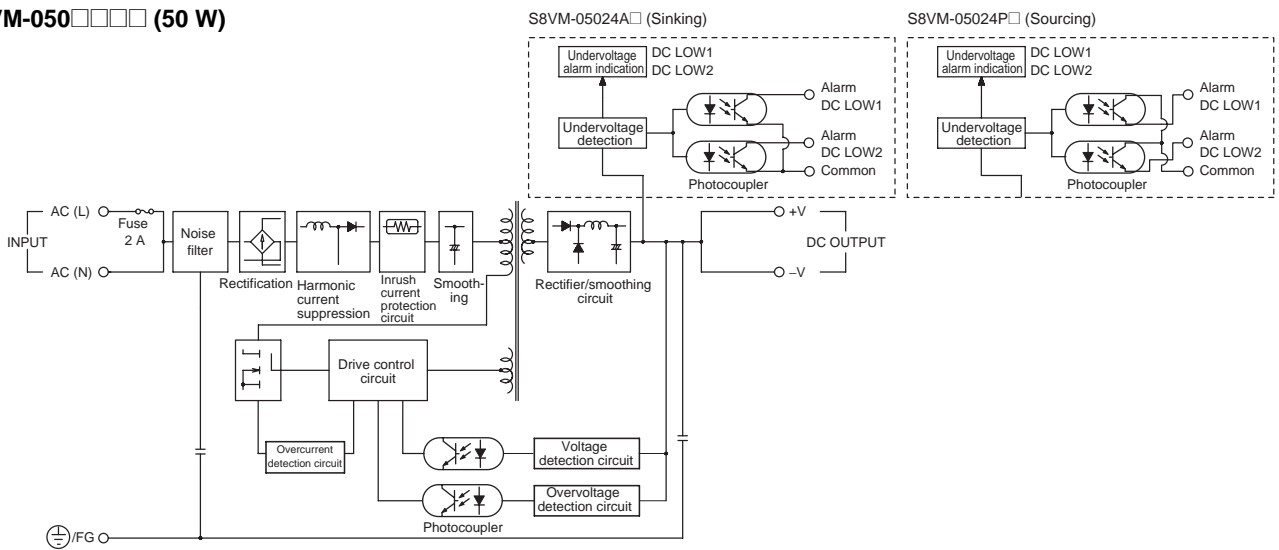 VM-050□□□□ (50 W)
S8VM-05024A□ (Sinking)
Undervoltage
alarm indication
DC LOW1
DC LOW2
Alarm
DC LOW1
Undervoltage
detection
Alarm
DC LOW2
Common
Photocoupler
S8VM-05024P□ (Sourcing)
Undervoltage
alarm indication
DC LOW1
DC LOW2
Alarm
DC LOW1
Undervoltage
detection
Alarm
DC LOW2
Common
Photocoupler
INPUT
AC (L)
AC (N)
Fuse
2 A
Noise
filter
Rectification
Harmonic
current
suppression
Inrush
current
protection
circuit
Smooth-
ing
Rectifier/smoothing
circuit
+V
DC OUTPUT
–V
Drive control
circuit
Overcurrent
detection circuit
Voltage
detection circuit
Overvoltage
detection circuit
Photocoupler
/FG